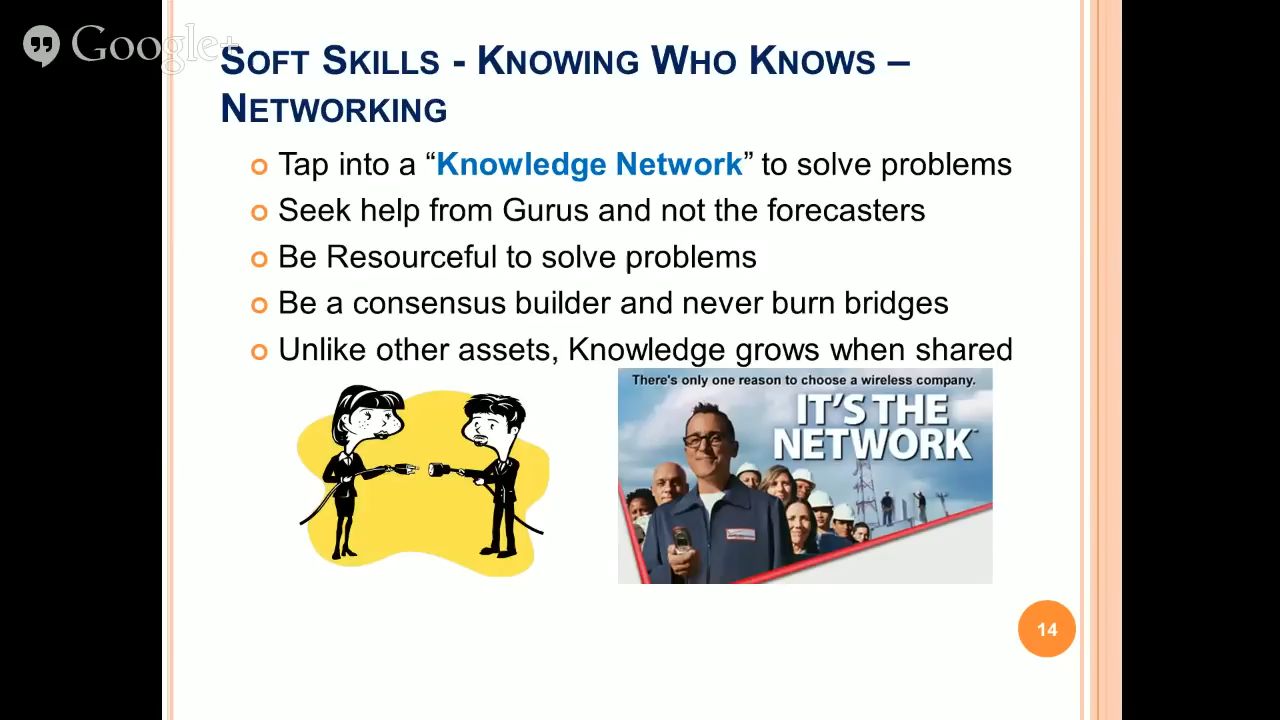 Google+
SOFT SKILLS - KNOWING WHO KNOWS –
NETWORKING
Tap into a “Knowledge Network” to solve problems
Seek help from Gurus and not the forecasters
Be Resourceful to solve problems
Be a consensus builder and never burn bridges
Unlike other assets, Knowledge grows when shared
There's only one reason to choose a wireless company.
IT'S THE
NETWORK
14